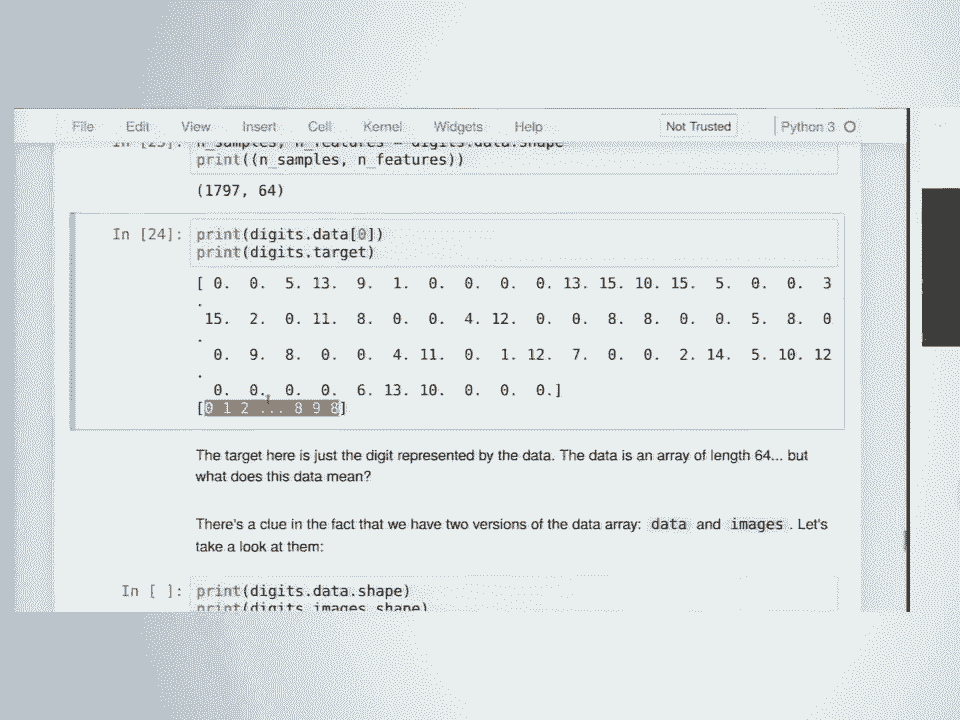 File Edit View Insert Cell Kernel Widgets Help Not Trusted Python 3
In [23]: n_samples, n_features = digits.data.shape
print((n_samples, n_features))
(1797, 64)
In [24]: print(digits.data[0])
print(digits.target)
[ 0. 0. 5. 13. 9. 1. 0. 0. 0. 0. 13. 15. 10. 15. 5. 0. 0. 3
.
15. 2. 0. 11. 8. 0. 0. 4. 12. 0. 0. 8. 8. 0. 0. 5. 8. 0
.
0. 9. 8. 0. 0. 4. 11. 0. 1. 12. 7. 0. 0. 2. 14. 5. 10. 12
.
0. 0. 0. 0. 6. 13. 10. 0. 0. 0.]
[0 1 2 ... 8 9 8]
The target here is just the digit represented by the data. The data is an array of length 64... but
what does this data mean?
There's a clue in the fact that we have two versions of the data array: data and images . Let's
take a look at them:
In [ ]: print(digits.data.shape)
print(digits.images.shape)